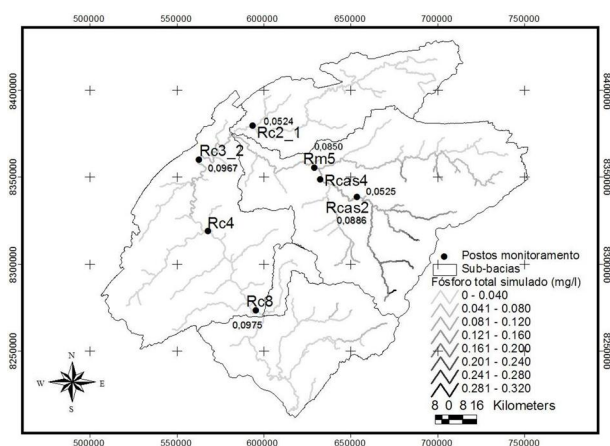 500000 550000 600000 650000 700000 750000
8400000
8400000
0,0524
Rc2_1
Rc3_2
0,0967
0,0850
Rm5
8350000
8350000
Rcas4
0,0525
Rcas2
0,0886
Rc4
Postos monitoramento
Sub-bacias
8300000
8300000
Fósforo total simulado (mg/l)
0 - 0.040
0.041 - 0.080
0.081 - 0.120
0.121 - 0.160
0.161 - 0.200
0.201 - 0.240
0.241 - 0.280
0.281 - 0.320
Rc8
0,0975
8250000
8250000
N
W E
S
8 0 8 16 Kilometers
500000 550000 600000 650000 700000 750000